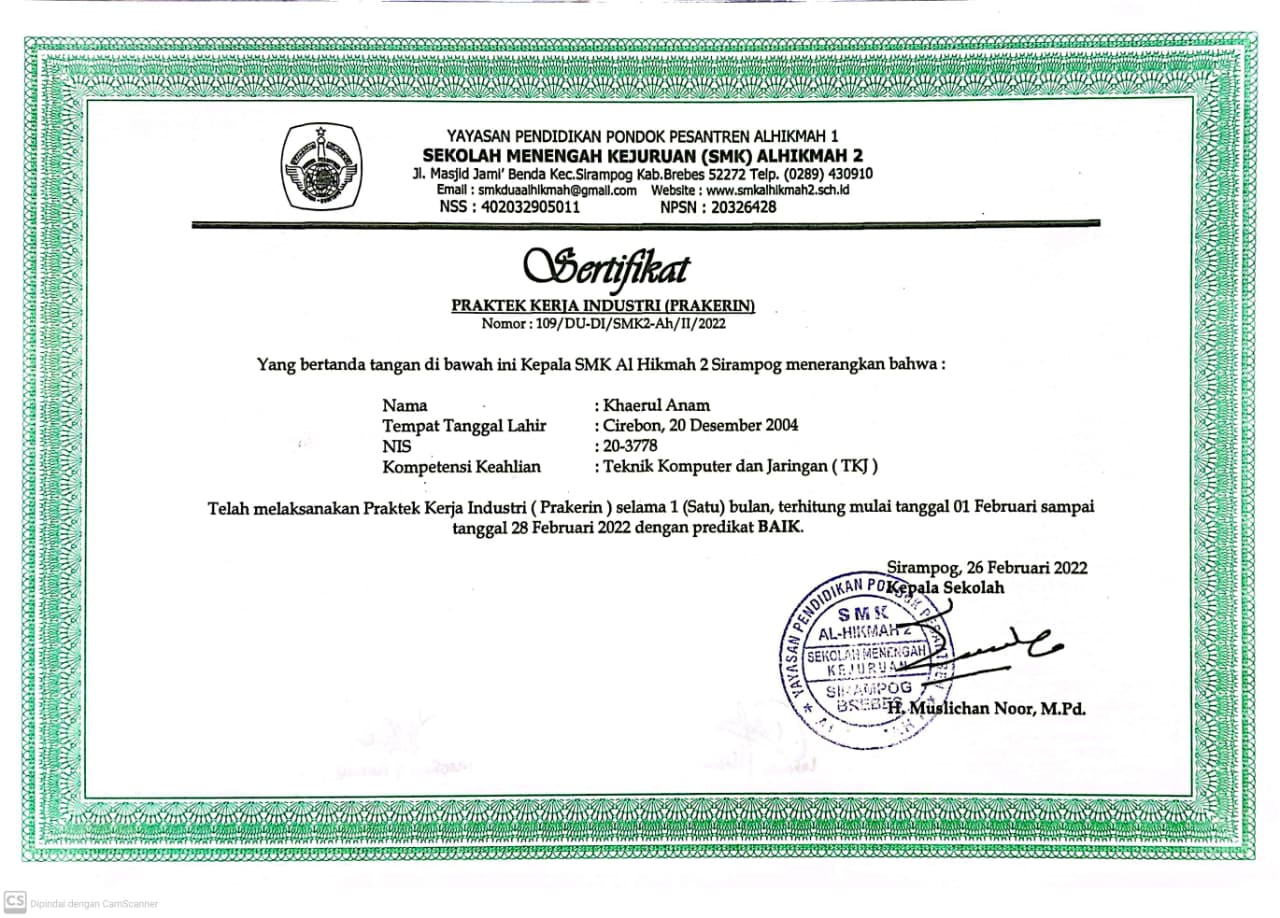 YAYASAN PENDIDIKAN PONDOK PESANTREN ALHIKMAH 1
SEKOLAH MENENGAH KEJURUAN (SMK) ALHIKMAH 2
Jl. Masjid Jami' Benda Kec.Sirampog Kab.Brebes 52272 Telp. (0289) 430910
Email : smkduaalhikmah@gmail.com Website : www.smkalhikmah2.sch.id
NSS : 402032905011 NPSN : 20326428
Sertifikat
PRAKTEK KERJA INDUSTRI (PRAKERIN)
Nomor : 109/DU-DI/SMK2-Ah/II/2022
Yang bertanda tangan di bawah ini Kepala SMK Al Hikmah 2 Sirampog menerangkan bahwa :
Nama : Khaerul Anam
Tempat Tanggal Lahir : Cirebon, 20 Desember 2004
NIS : 20-3778
Kompetensi Keahlian : Teknik Komputer dan Jaringan ( TKJ )
Telah melaksanakan Praktek Kerja Industri ( Prakerin ) selama 1 (Satu) bulan, terhitung mulai tanggal 01 Februari sampai
tanggal 28 Februari 2022 dengan predikat BAIK.
Sirampog, 26 Februari 2022
Kepala Sekolah
YAYASAN PENDIDIKAN PONDOK PESANTREN
SMK
AL-HIKMAH 2
SEKOLAH MENENGAH
KEJURUAN
SIRAMPOG
BREBES
H. Muslichan Noor, M.Pd.
CS Dipindai dengan CamScanner